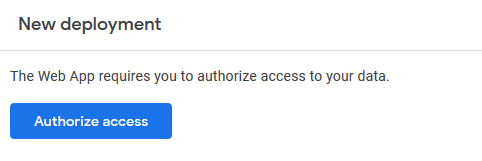 New deployment
The Web App requires you to authorize access to your data.
Authorize access